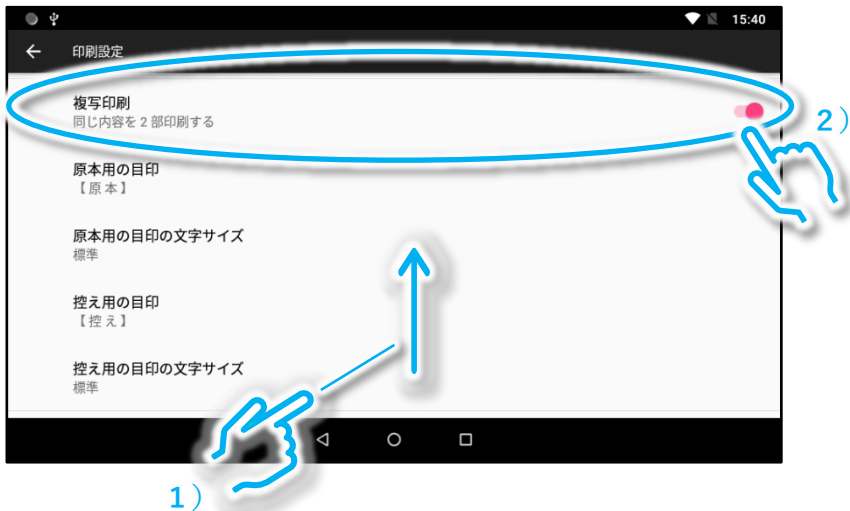 15:40
印刷設定
複写印刷
同じ内容を2部印刷する
2）
原本用の目印
【原本】
原本用の目印の文字サイズ
標準
控え用の目印
【控え】
控え用の目印の文字サイズ
標準
1）